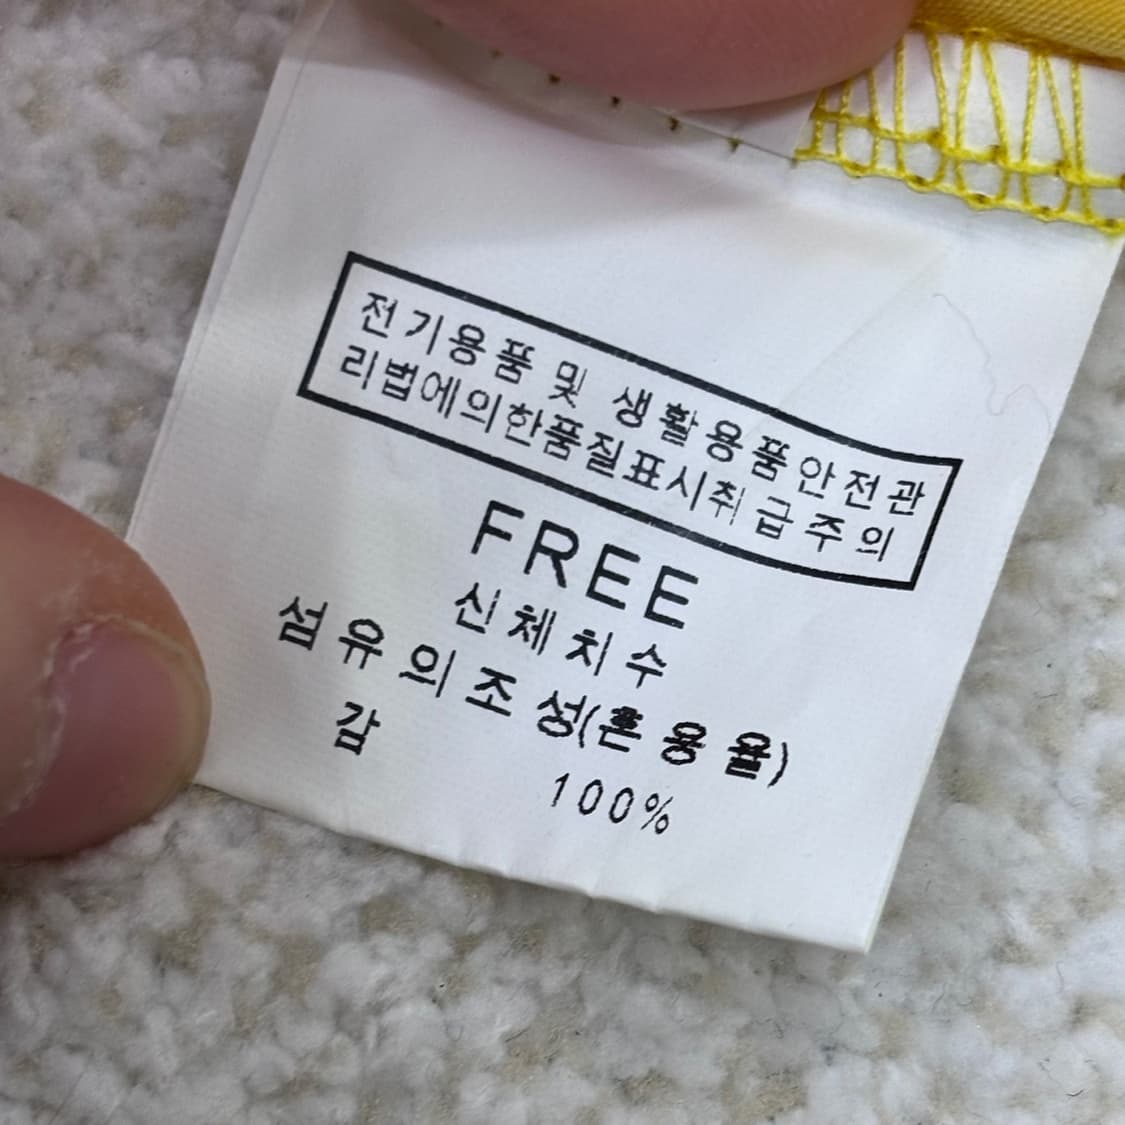 전기용품 및 생활용품안전관
리법에의한품질표시취급주의
FREE
신체치수
섬유의조성(혼용율)
감
100%